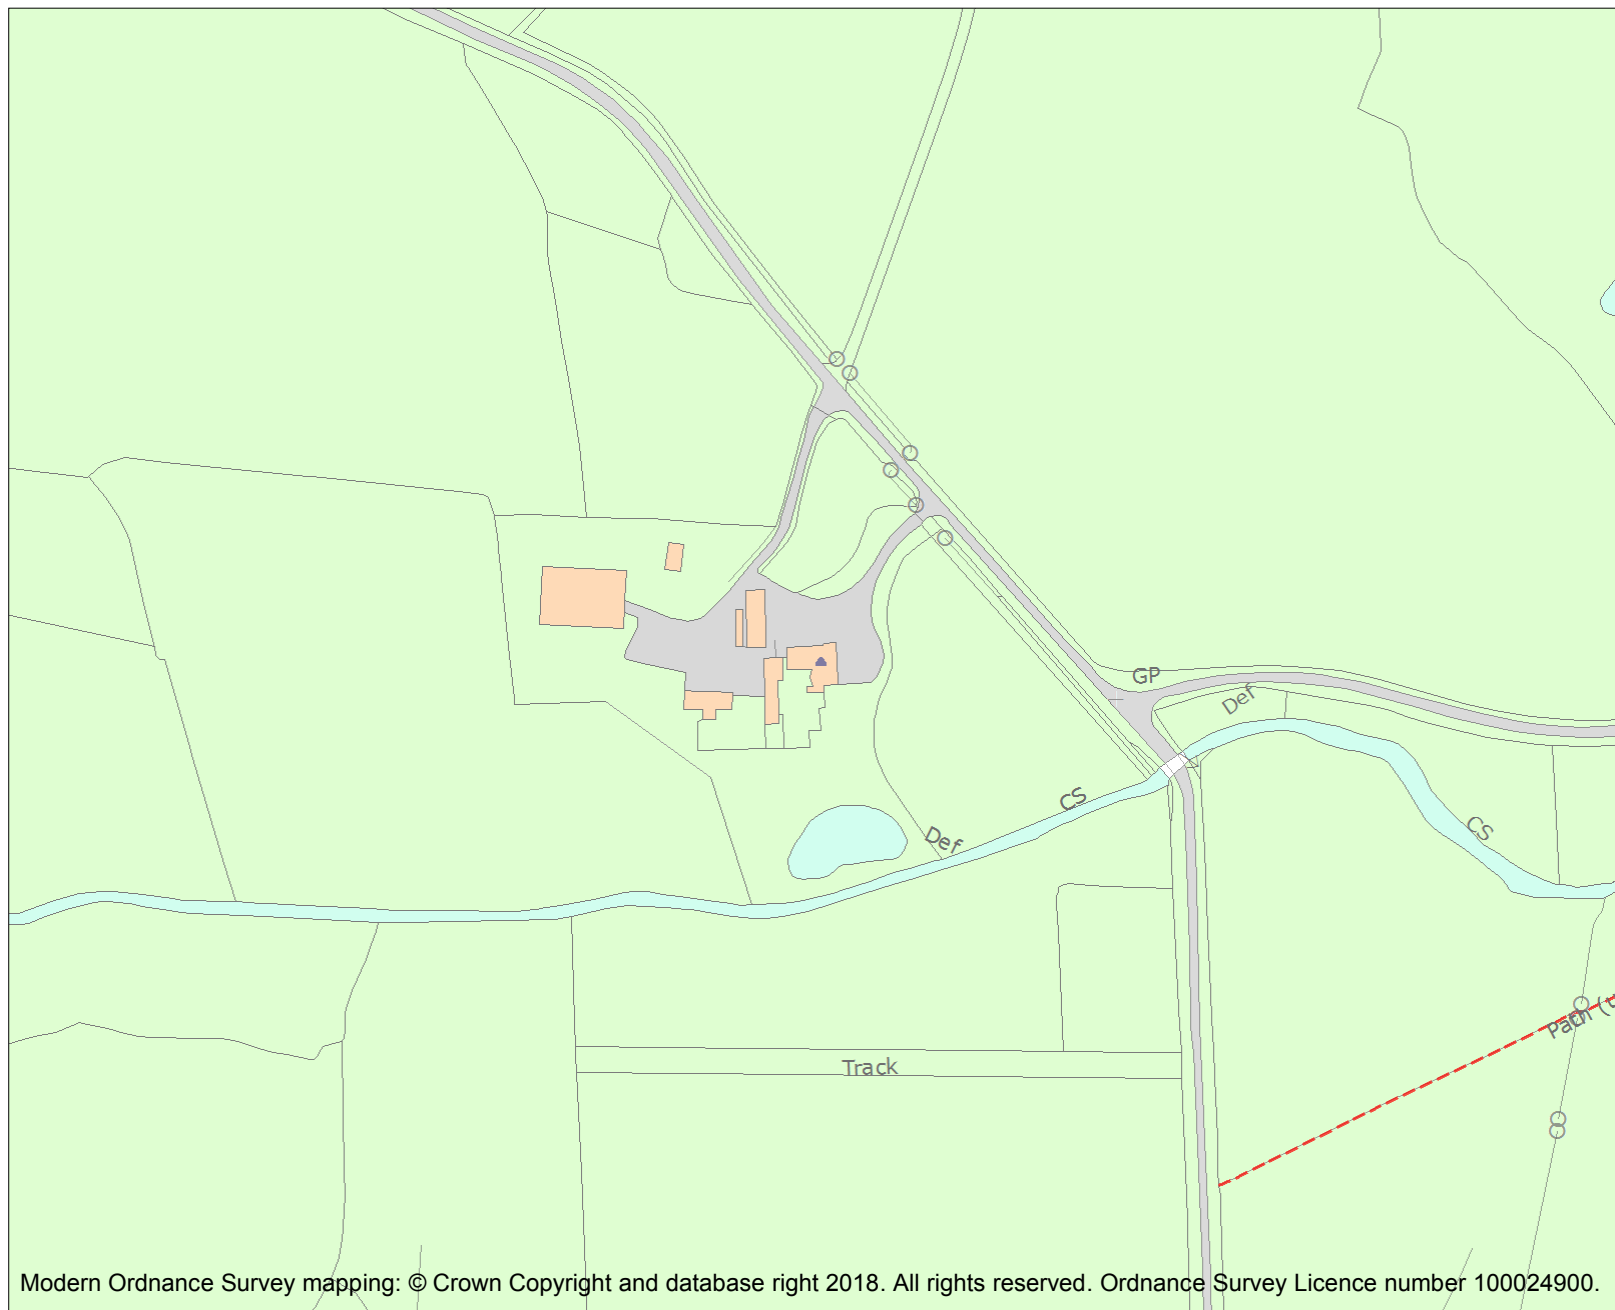 GP
Def
CS
CS
Def
Path (u
Track
Modern Ordnance Survey mapping: © Crown Copyright and database right 2018. All rights reserved. Ordnance Survey Licence number 100024900.